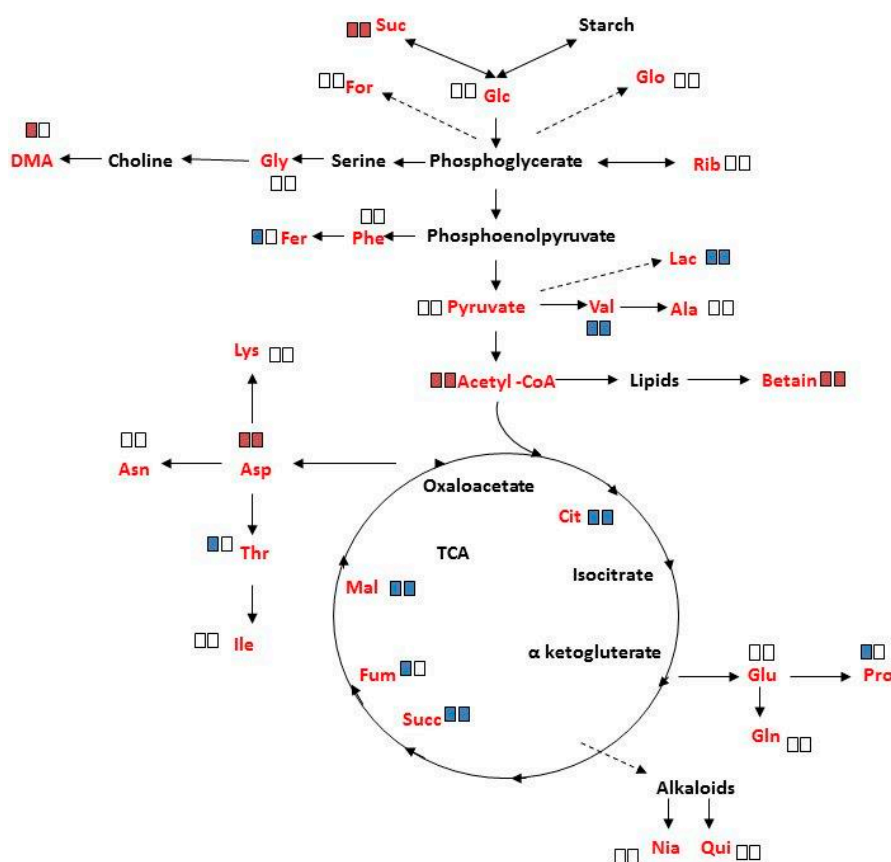 Suc
Starch
For
Glc
Glo
DMA
Choline
Gly
Serine
Phosphoglycerate
Rib
Fer
Phe
Phosphoenolpyruvate
Lac
Pyruvate
Val
Ala
Lys
Acetyl -CoA
Lipids
Betain
Asn
Asp
Oxaloacetate
Cit
Thr
TCA
Mal
Isocitrate
Ile
α ketogluterate
Fum
Glu
Pro
Succ
Gln
Alkaloids
Nia
Qui